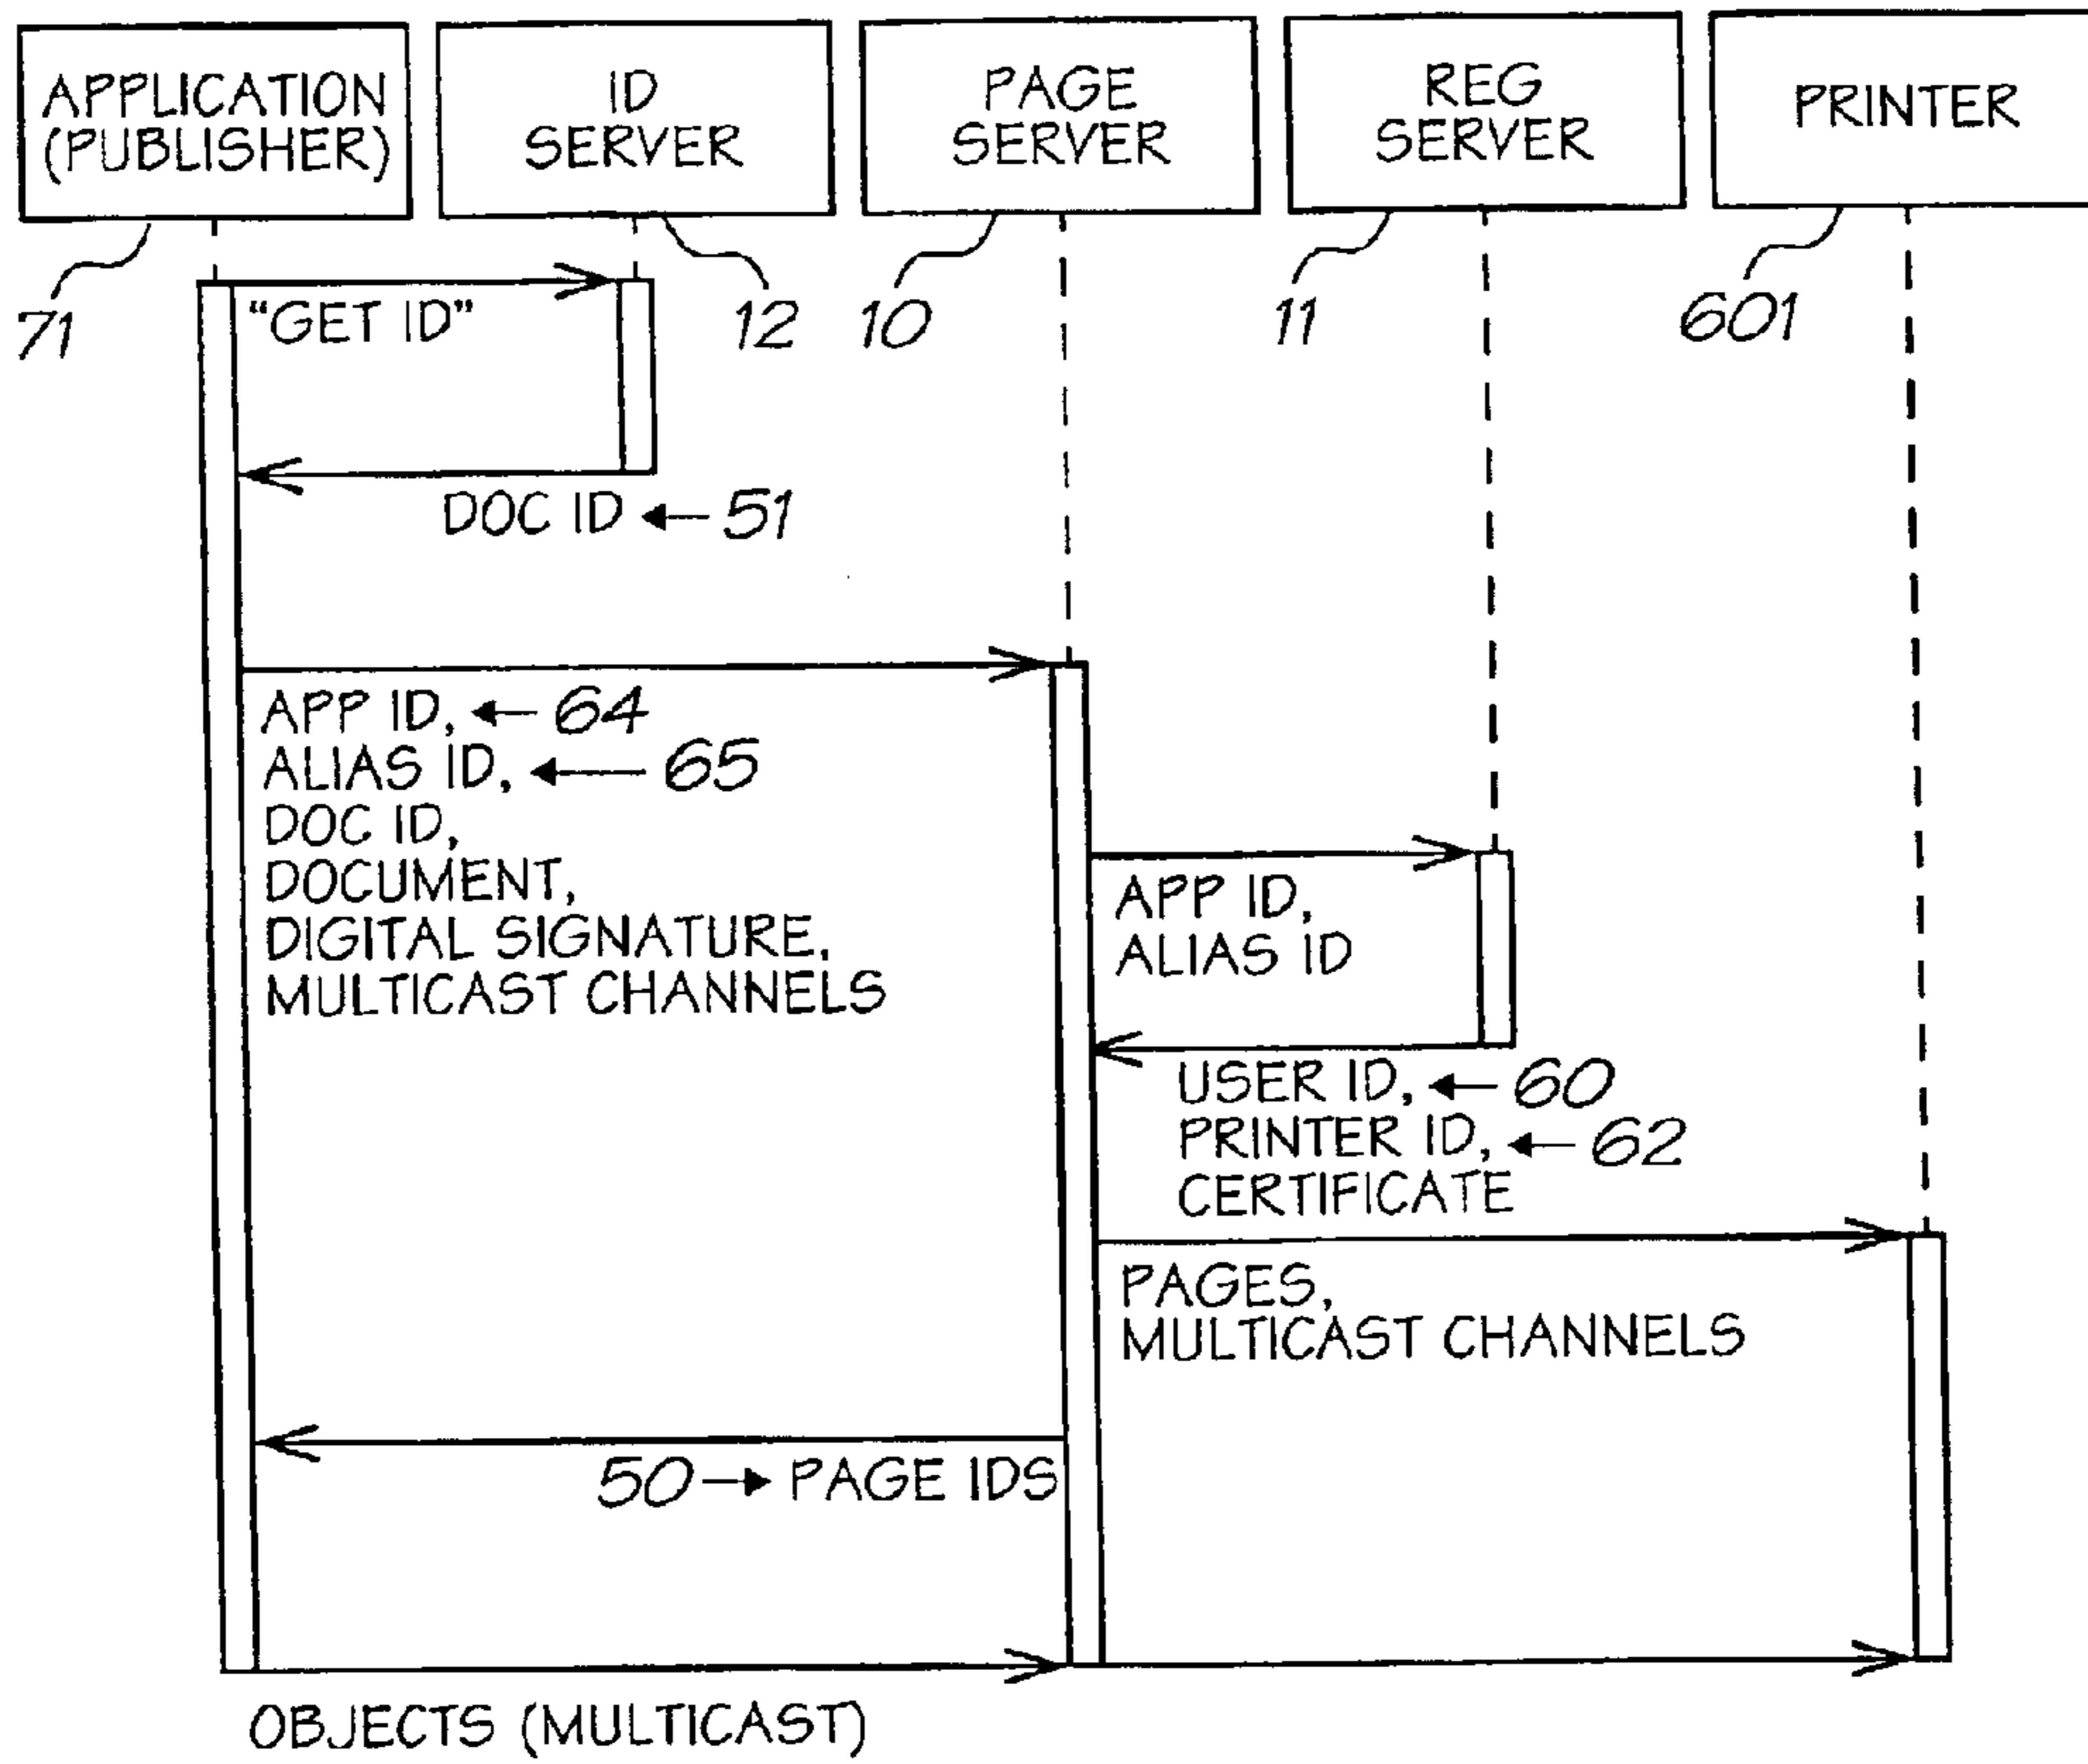 APPLICATION
(PUBLISHER)
ID
SERVER
PAGE
SERVER
REG
SERVER
PRINTER
71
12
10
11
601
"GET ID"
DOC ID 51
APP ID, 64
ALIAS ID, 65
DOC ID,
DOCUMENT,
DIGITAL SIGNATURE,
MULTICAST CHANNELS
APP ID,
ALIAS ID
USER ID, 60
PRINTER ID, 62
CERTIFICATE
PAGES,
MULTICAST CHANNELS
50 PAGE IDS
OBJECTS (MULTICAST)